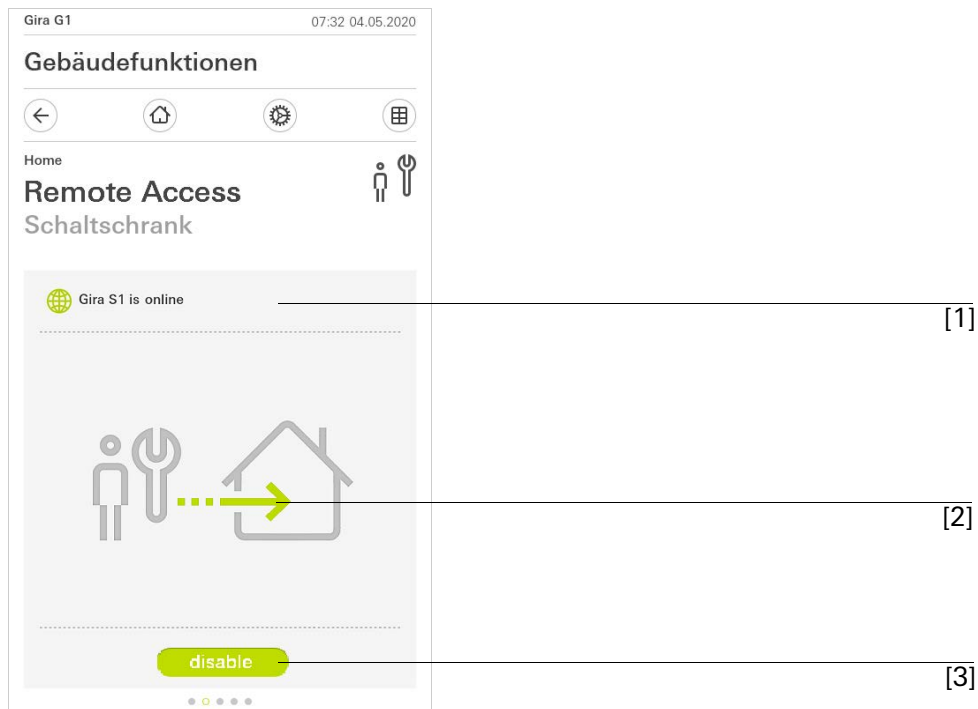 Gira G1 07:32 04.05.2020
Gebäudefunktionen
Home
Remote Access
Schaltschrank
Gira S1 is online
[1]
[2]
disable
[3]